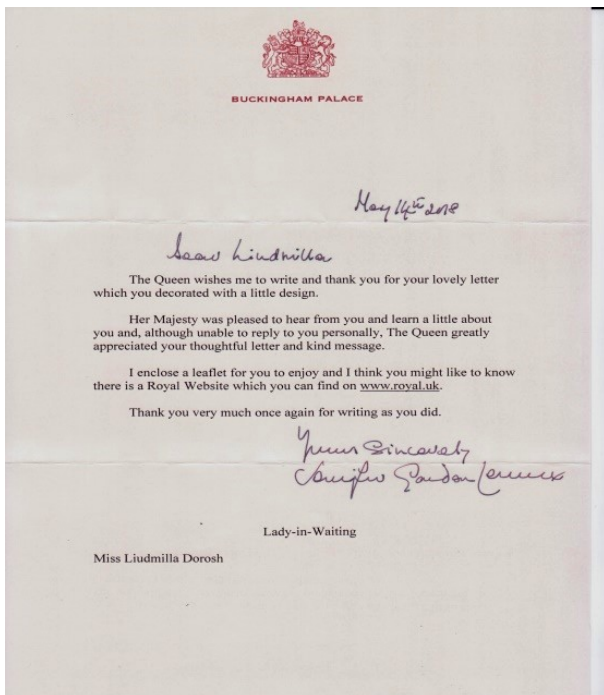 BUCKINGHAM PALACE
May 14th 2018
Dear Liudmilla
The Queen wishes me to write and thank you for your lovely letter
which you decorated with a little design.
Her Majesty was pleased to hear from you and learn a little about
you and, although unable to reply to you personally, The Queen greatly
appreciated your thoughtful letter and kind message.
I enclose a leaflet for you to enjoy and I think you might like to know
there is a Royal Website which you can find on www.royal.uk.
Thank you very much once again for writing as you did.
Yours Sincerely
Jennifer Gordon Lennox
Lady-in-Waiting
Miss Liudmilla Dorosh